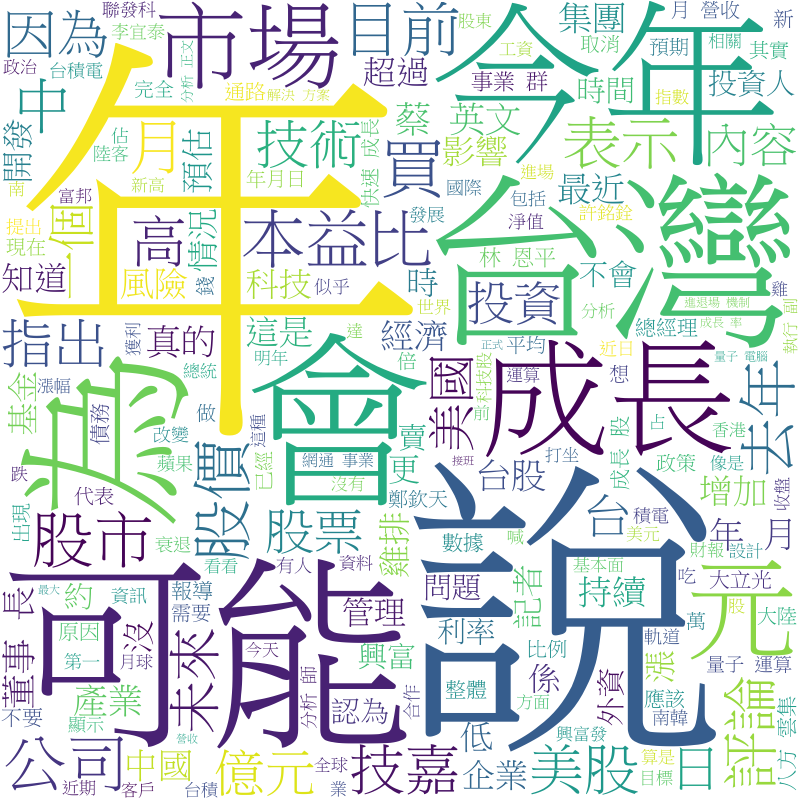 聯發科
李宜泰
因為
政治
台積電
中
開發
南
富邦
提出
現在
市場
完全
分析 正文
通路
解決 方案
佔
陸客
月
預估
新高
技術
年月日
成長
快速
目前
超過
蔡 英文
影響
買
國際
發展
股東
工資
集團
事業 群
取消
時間
最近
進場
包括
淨值
月 營收
預期
相關
新
其實
投資人
指數
表示
內容
許銘銓
今年
年
一個
情況
高
本益比
知道
風險
錢
科技
似乎
時
林 恩平
不會
台灣
進退場 機制
雞
副
執行
分析
成長 率
指出
真的
獲利
這是
明年
世界
達
經濟
倍
投資
平均
正式
運算
總經理
近日
量子 電腦
基金
漲幅
總統
債務
做
改變
這種
蘋果
跌
代表
出現
為
會
美國
前
科技股
想
成長
占
成長 股
香港
去年
政策
像是
收盤
股價
已經
網通 事業
沒有
接班
賣
更
台股
打坐
鄭欽天
增加
股市
股票
雞排
喊
台
積電
美元
年
月
衰退
看看
有人
資料
數據
基本面
財報
設計
可能
最大
長
約
報導
資訊
需要
沒
管理
問題
記者
說
持續
吃
大立光
元
股
大陸
董事
原因
第一
月球
未來
今天
興富
利率
比例
係
漲
萬
軌道
量子 運算
不要
顯示
產業
分析 師
認為
合作
整體
方面
外資
應該
南韓
評論
雲集
八方
公司
營收
中國
億元
全球
技嘉
低
企業
興富發
美股
算是
目標
日
近期
客戶
台積
業